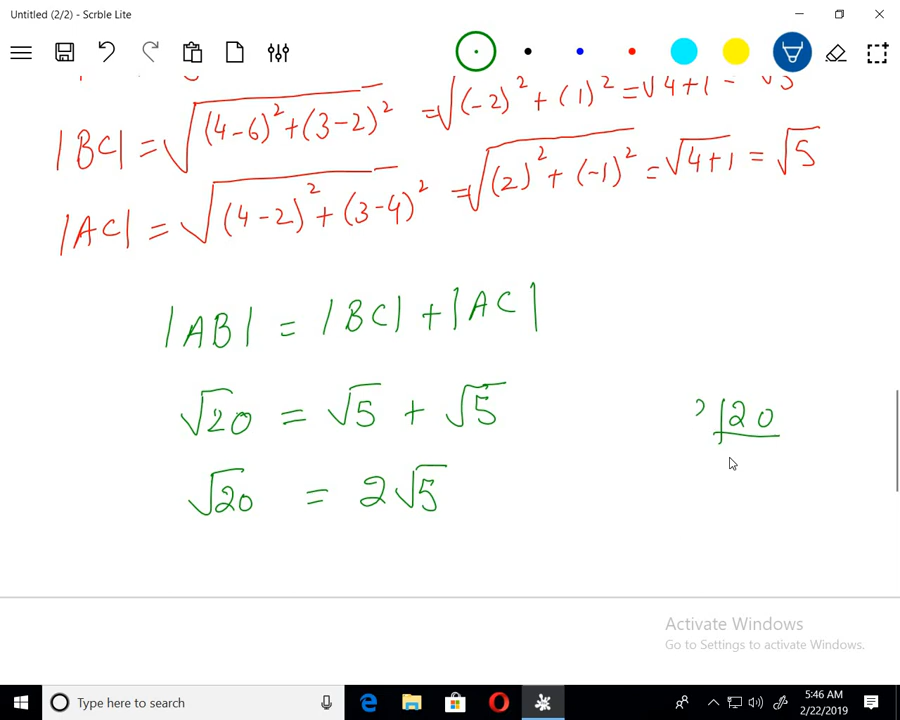 Untitled (2/2) - Scrble Lite
|BC| = √(4-6)²+(3-2)² = √(-2)²+(1)² = √4+1 = √5
|AC| = √(4-2)²+(3-4)² = √(2)²+(-1)² = √4+1 = √5
|AB| = |BC| + |AC|
√20 = √5 + √5
20
√20 = 2√5
Activate Windows
Go to Settings to activate Windows.
Type here to search
5:46 AM
2/22/2019